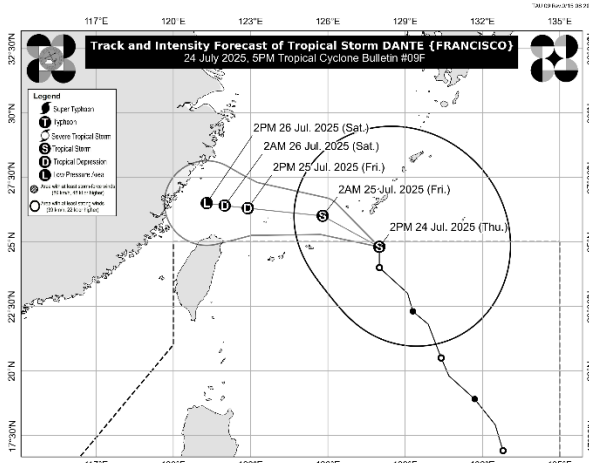 117°E 120°E 123°E 126°E 129°E 132°E 135°E
Track and Intensity Forecast of Tropical Storm DANTE {FRANCISCO}
24 July 2025, 5PM Tropical Cyclone Bulletin #09F
32°30'N
30°N
27°30'N
25°N
22°30'N
20°N
17°30'N
Legend
Super Typhoon
Typhoon
Severe Tropical Storm
S Tropical Storm
D Tropical Depression
L Low Pressure Area
2PM 26 Jul. 2025 (Sat.)
2AM 26 Jul. 2025 (Sat.)
2PM 25 Jul. 2025 (Fri.)
2AM 25 Jul. 2025 (Fri.)
2PM 24 Jul. 2025 (Thu.)
L D D S S